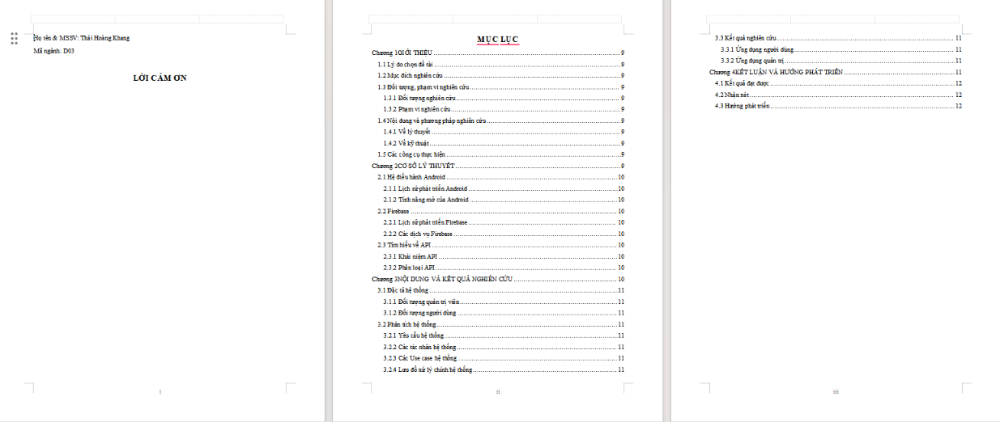 Họ tên & MSSV: Thái Hoàng Khang
Mã ngành: D03
LỜI CẢM ƠN
i
MỤC LỤC
Chương 1GIỚI THIỆU 9
1.1 Lý do chọn đề tài 9
1.2 Mục đích nghiên cứu 9
1.3 Đối tượng, phạm vi nghiên cứu 9
1.3.1 Đối tượng nghiên cứu 9
1.3.2 Phạm vi nghiên cứu 9
1.4 Nội dung và phương pháp nghiên cứu 9
1.4.1 Về lý thuyết 9
1.4.2 Về kỹ thuật 9
1.5 Các công cụ thực hiện 9
Chương 2CƠ SỞ LÝ THUYẾT 9
2.1 Hệ điều hành Android 10
2.1.1 Lịch sử phát triển Android 10
2.1.2 Tính năng mở của Android 10
2.2 Firebase 10
2.2.1 Lịch sử phát triển Firebase 10
2.2.2 Các dịch vụ Firebase 10
2.3 Tìm hiểu về API 10
2.3.1 Khái niệm API 10
2.3.2 Phân loại API 10
Chương 3NỘI DUNG VÀ KẾT QUẢ NGHIÊN CỨU 10
3.1 Đặc tả hệ thống 11
3.1.1 Đối tượng quản trị viên 11
3.1.2 Đối tượng người dùng 11
3.2 Phân tích hệ thống 11
3.2.1 Yêu cầu hệ thống 11
3.2.2 Các tác nhân hệ thống 11
3.2.3 Các Use case hệ thống 11
3.2.4 Lưu đồ xử lý chính hệ thống 11
ii
3.3 Kết quả nghiên cứu 11
3.3.1 Ứng dụng người dùng 11
3.3.2 Ứng dụng quản trị 11
Chương 4KẾT LUẬN VÀ HƯỚNG PHÁT TRIỂN 11
4.1 Kết quả đạt được 12
4.2 Nhận xét 12
4.3 Hướng phát triển 12
iii